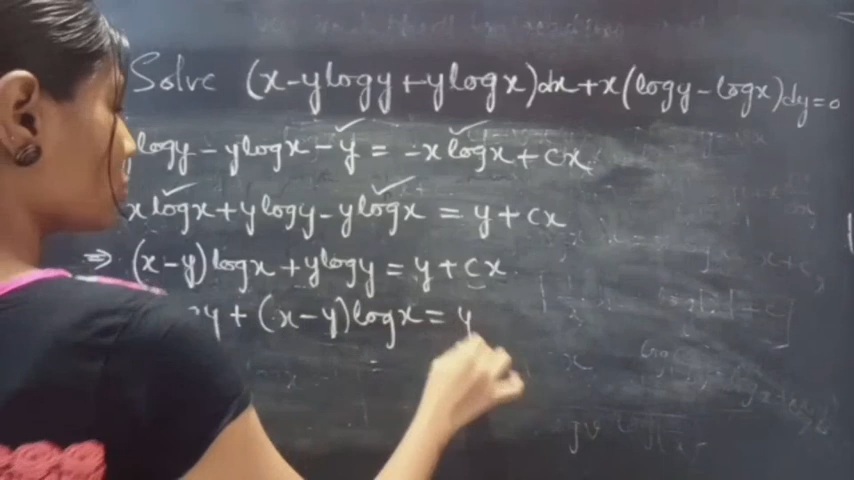 Solve (x-ylogy+ylogx)dx+x(logy-logx)dy=0
logy-ylogx-y=-xlogx+cx
xlogx+ylogy-ylogx=y+cx
⇒ (x-y)logx+ylogy=y+cx
y+(x-y)logx=y